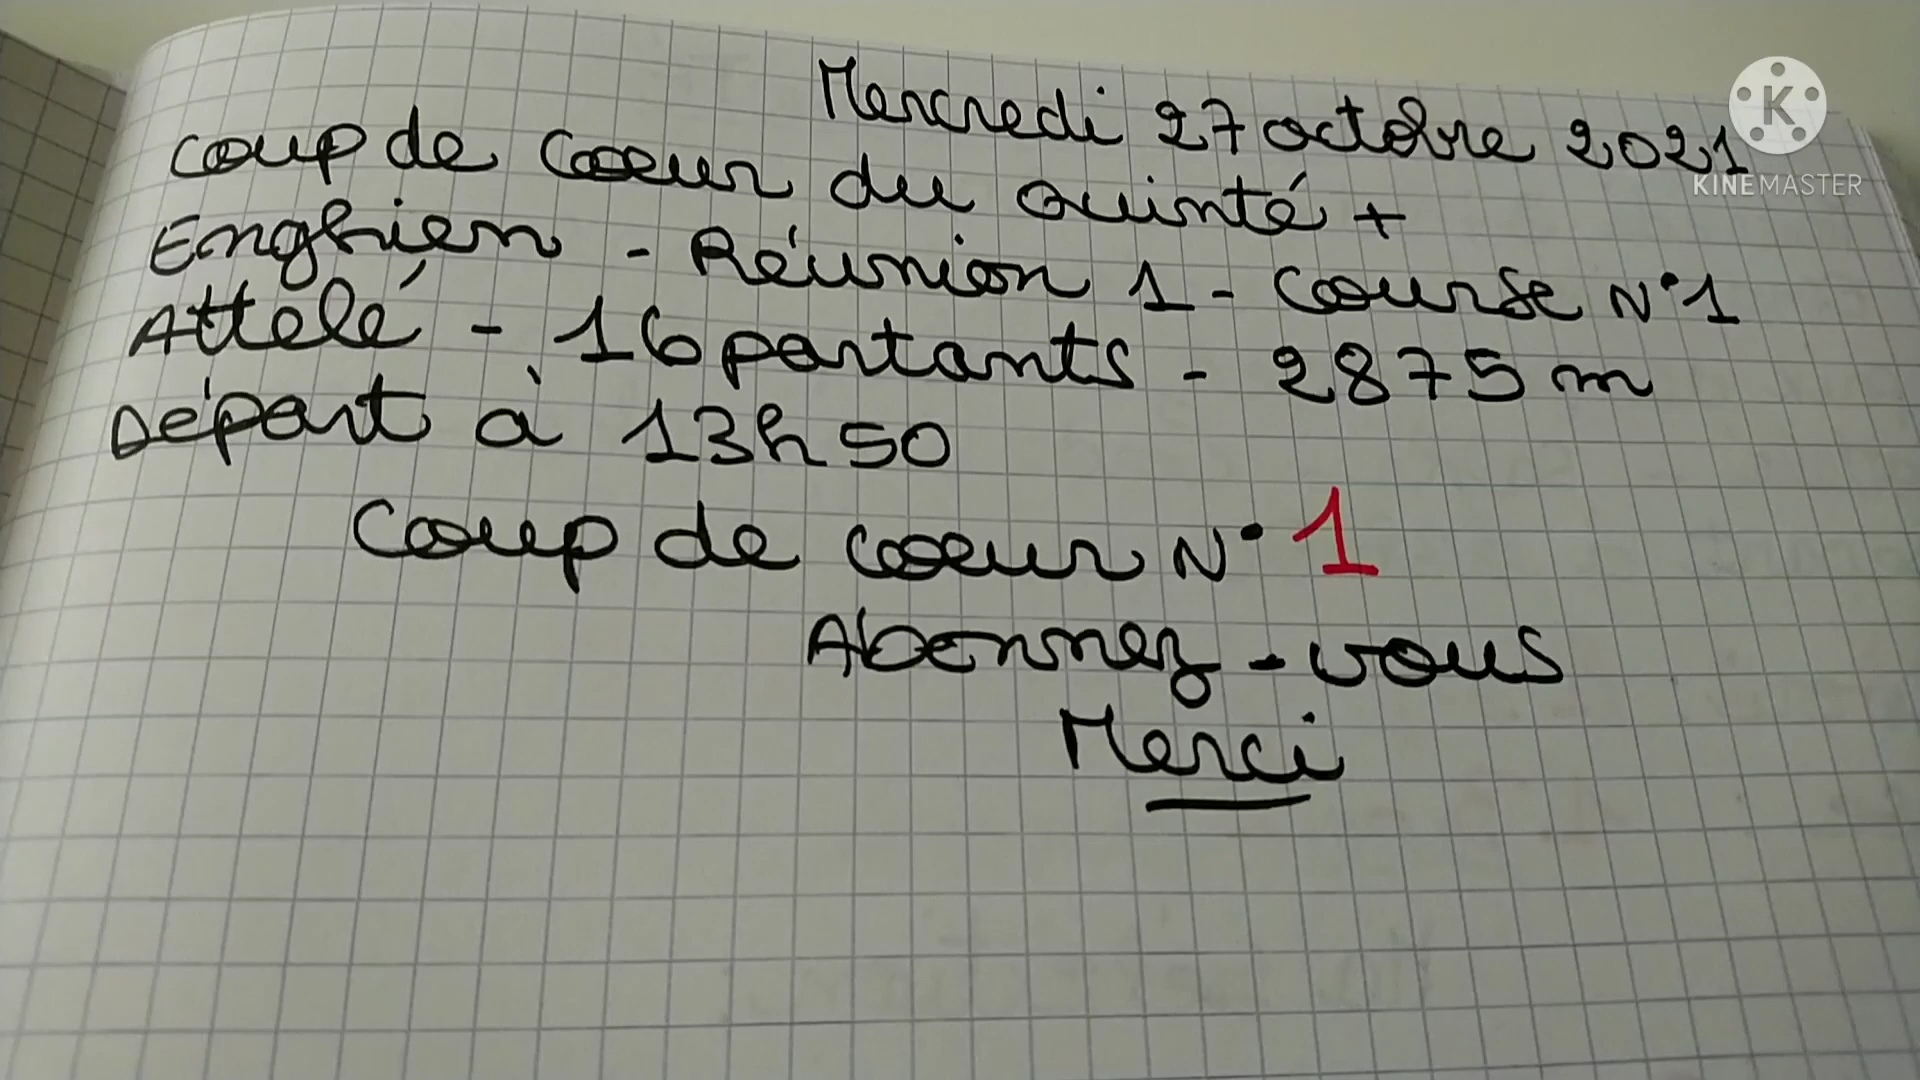 Mercredi 27 octobre 2021
Coup de coeur du Quinté +
Enghien - Réunion 1 - Course N°1
Attelé - 16 partants - 2875 m
Départ à 13h50
Coup de coeur N° 1
Abonnez-vous
Merci
K
KINEMASTER